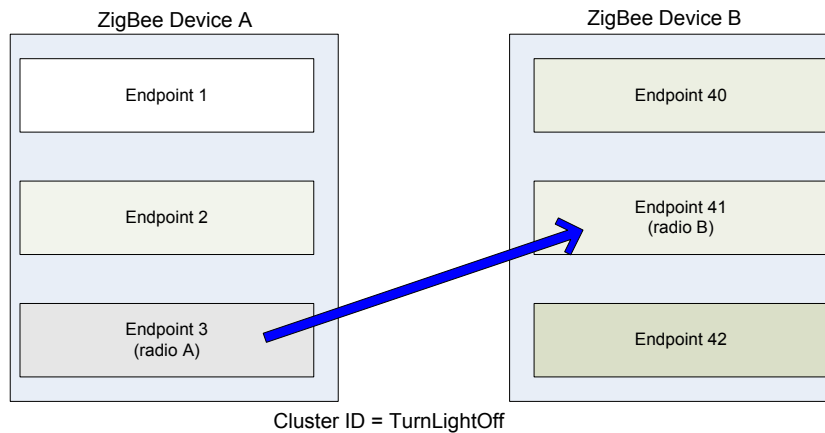 ZigBee Device A
Endpoint 1
Endpoint 2
Endpoint 3
(radio A)
ZigBee Device B
Endpoint 40
Endpoint 41
(radio B)
Endpoint 42
Cluster ID = TurnLightOff